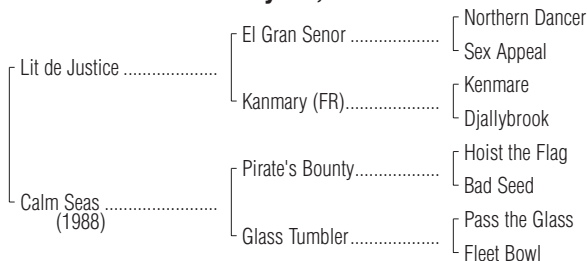 Northern Dancer
El Gran Senor ...................
Sex Appeal
Lit de Justice ....................
Kenmare
Kanmary (FR)....................
Djallybrook
Hoist the Flag
Pirate's Bounty..................
Bad Seed
Calm Seas ........................
(1988)
Pass the Glass
Glass Tumbler...................
Fleet Bowl